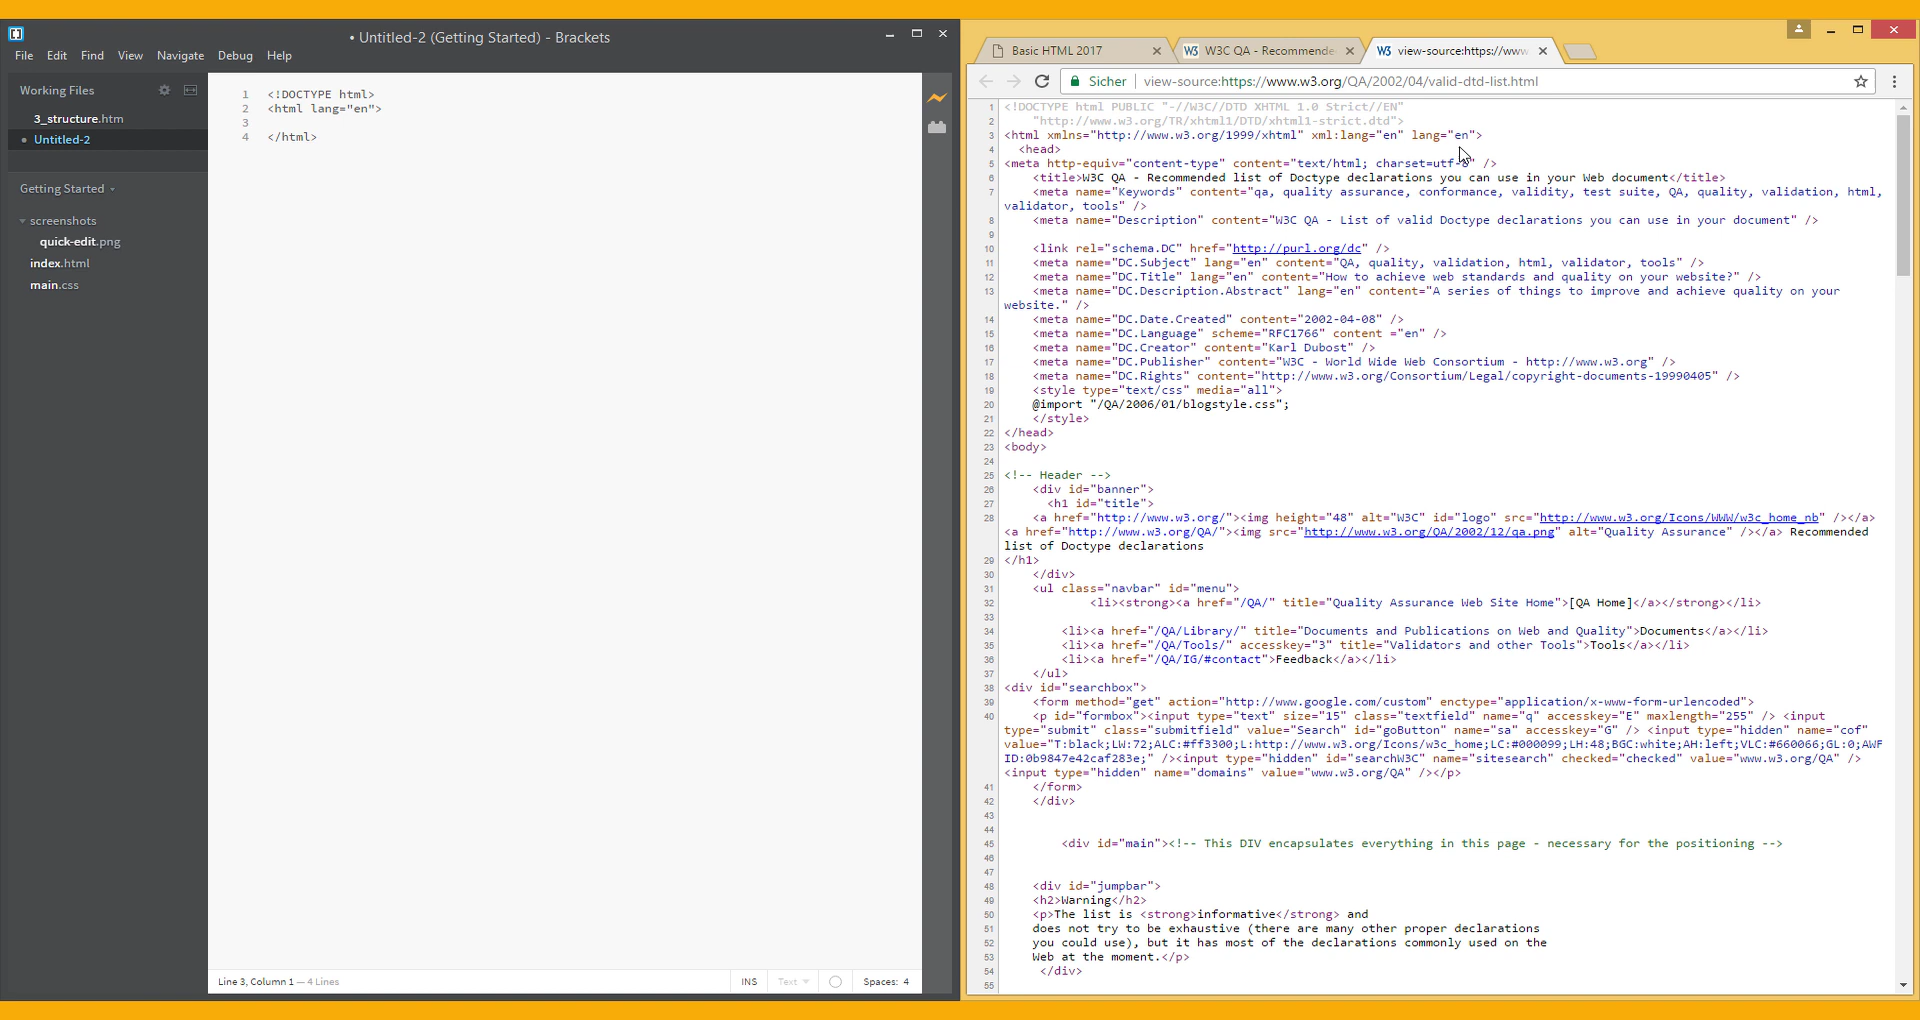 • Untitled-2 (Getting Started) - Brackets
File Edit Find View Navigate Debug Help
Working Files
3_structure.htm
• Untitled-2
Getting Started
screenshots
quick-edit.png
index.html
main.css
1 <!DOCTYPE html>
2 <html lang="en">
3
4 </html>
Line 3, Column 1 — 4 Lines
INS Text Spaces: 4
Basic HTML 2017
W3C QA - Recommende
view-source:https://www
Sicher view-source:https://www.w3.org/QA/2002/04/valid-dtd-list.html
1 <!DOCTYPE html PUBLIC "-//W3C//DTD XHTML 1.0 Strict//EN"
2 "http://www.w3.org/TR/xhtml1/DTD/xhtml1-strict.dtd">
3 <html xmlns="http://www.w3.org/1999/xhtml" xml:lang="en" lang="en">
4 <head>
5 <meta http-equiv="content-type" content="text/html; charset=utf-8" />
6 <title>W3C QA - Recommended list of Doctype declarations you can use in your Web document</title>
7 <meta name="Keywords" content="qa, quality assurance, conformance, validity, test suite, QA, quality, validation, html,
validator, tools" />
8 <meta name="Description" content="W3C QA - List of valid Doctype declarations you can use in your document" />
9
10 <link rel="schema.DC" href="http://purl.org/dc" />
11 <meta name="DC.Subject" lang="en" content="QA, quality, validation, html, validator, tools" />
12 <meta name="DC.Title" lang="en" content="How to achieve web standards and quality on your website?" />
13 <meta name="DC.Description.Abstract" lang="en" content="A series of things to improve and achieve quality on your
website." />
14 <meta name="DC.Date.Created" content="2002-04-08" />
15 <meta name="DC.Language" scheme="RFC1766" content ="en" />
16 <meta name="DC.Creator" content="Karl Dubost" />
17 <meta name="DC.Publisher" content="W3C - World Wide Web Consortium - http://www.w3.org" />
18 <meta name="DC.Rights" content="http://www.w3.org/Consortium/Legal/copyright-documents-19990405" />
19 <style type="text/css" media="all">
20 @import "/QA/2006/01/blogstyle.css";
21 </style>
22 </head>
23 <body>
24
25 <!-- Header -->
26 <div id="banner">
27 <h1 id="title">
28 <a href="http://www.w3.org/"><img height="48" alt="W3C" id="logo" src="http://www.w3.org/Icons/WWW/w3c_home_nb" /></a>
<a href="http://www.w3.org/QA/"><img src="http://www.w3.org/QA/2002/12/qa.png" alt="Quality Assurance" /></a> Recommended
list of Doctype declarations
29 </h1>
30 </div>
31 <ul class="navbar" id="menu">
32 <li><strong><a href="/QA/" title="Quality Assurance Web Site Home">[QA Home]</a></strong></li>
33
34 <li><a href="/QA/Library/" title="Documents and Publications on Web and Quality">Documents</a></li>
35 <li><a href="/QA/Tools/" accesskey="3" title="Validators and other Tools">Tools</a></li>
36 <li><a href="/QA/IG/#contact">Feedback</a></li>
37 </ul>
38 <div id="searchbox">
39 <form method="get" action="http://www.google.com/custom" enctype="application/x-www-form-urlencoded">
40 <p id="formbox"><input type="text" size="15" class="textfield" name="q" accesskey="E" maxlength="255" /> <input
type="submit" class="submitfield" value="Search" id="goButton" name="sa" accesskey="G" /> <input type="hidden" name="cof"
value="T:black;LW:72;ALC:#ff3300;L:http://www.w3.org/Icons/w3c_home;LC:#000099;LH:48;BGC:white;AH:left;VLC:#660066;GL:0;AWF
ID:0b9847e42caf283e;" /><input type="hidden" id="searchW3C" name="sitesearch" checked="checked" value="www.w3.org/QA" />
<input type="hidden" name="domains" value="www.w3.org/QA" /></p>
41 </form>
42 </div>
43
44
45 <div id="main"><!-- This DIV encapsulates everything in this page - necessary for the positioning -->
46
47
48 <div id="jumpbar">
49 <h2>Warning</h2>
50 <p>The list is <strong>informative</strong> and
51 does not try to be exhaustive (there are many other proper declarations
52 you could use), but it has most of the declarations commonly used on the
53 Web at the moment.</p>
54 </div>
55